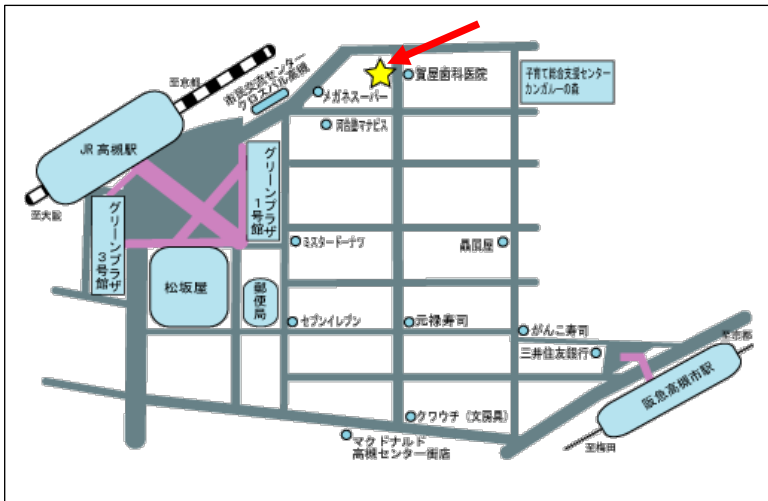 至京都
市民交流センター
クロスパル高槻
JR高槻駅
至大阪
メガネスーパー
賀屋歯科医院
子育て総合支援センター
カンガルーの森
河合塾マナビス
グリーンプラザ
1号館
グリーンプラザ
3号館
ミスタードーナツ
贔屓屋
松坂屋
郵便局
セブンイレブン
元禄寿司
がんこ寿司
三井住友銀行
至京都
阪急高槻市駅
至梅田
クワウチ（文房具）
マクドナルド
高槻センター街店